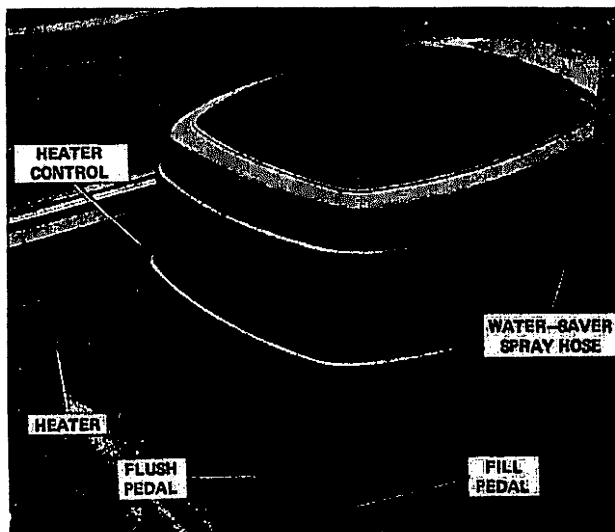 HEATER
CONTROL
WATER-SAVER
SPRAY HOSE
HEATER
FLUSH
PEDAL
FILL
PEDAL